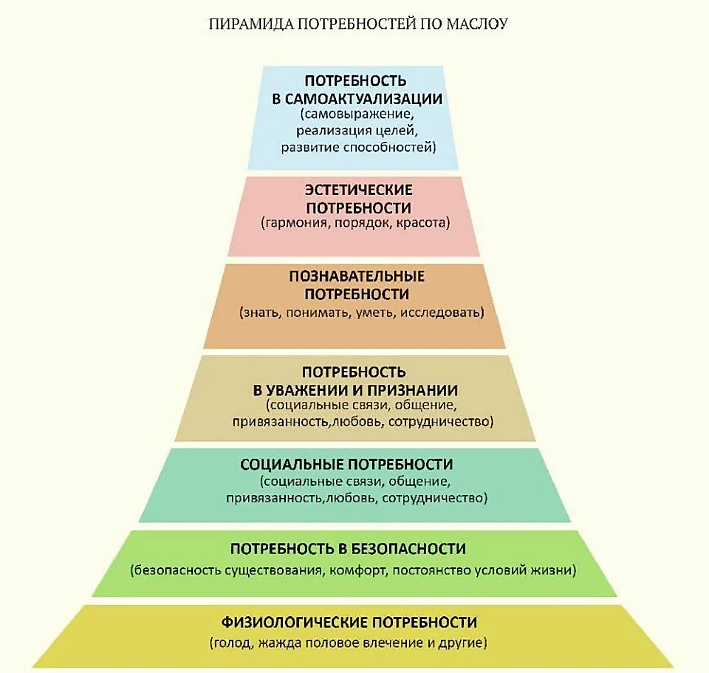 ПИРАМИДА ПОТРЕБНОСТЕЙ ПО МАСЛОУ
ПОТРЕБНОСТЬ
В САМОАКТУАЛИЗАЦИИ
(самовыражение,
реализация целей,
развитие способностей)
ЭСТЕТИЧЕСКИЕ
ПОТРЕБНОСТИ
(гармония, порядок, красота)
ПОЗНАВАТЕЛЬНЫЕ
ПОТРЕБНОСТИ
(знать, понимать, уметь, исследовать)
ПОТРЕБНОСТЬ
В УВАЖЕНИИ И ПРИЗНАНИИ
(социальные связи, общение,
привязанность,любовь, сотрудничество)
СОЦИАЛЬНЫЕ ПОТРЕБНОСТИ
(социальные связи, общение,
привязанность,любовь, сотрудничество)
ПОТРЕБНОСТЬ В БЕЗОПАСНОСТИ
(безопасность существования, комфорт, постоянство условий жизни)
ФИЗИОЛОГИЧЕСКИЕ ПОТРЕБНОСТИ
(голод, жажда половое влечение и другие)